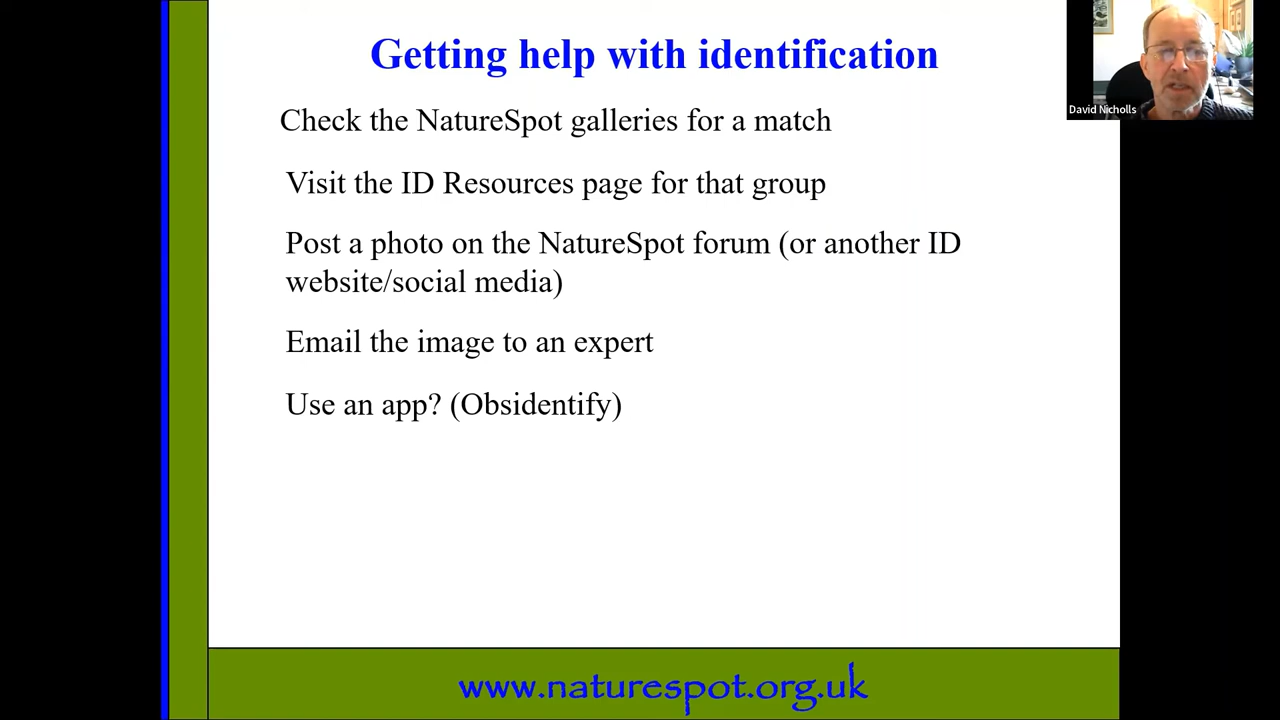 Getting help with identification
Check the NatureSpot galleries for a match
Visit the ID Resources page for that group
Post a photo on the NatureSpot forum (or another ID
website/social media)
Email the image to an expert
Use an app? (Obsidentify)
www.naturespot.org.uk
David Nicholls